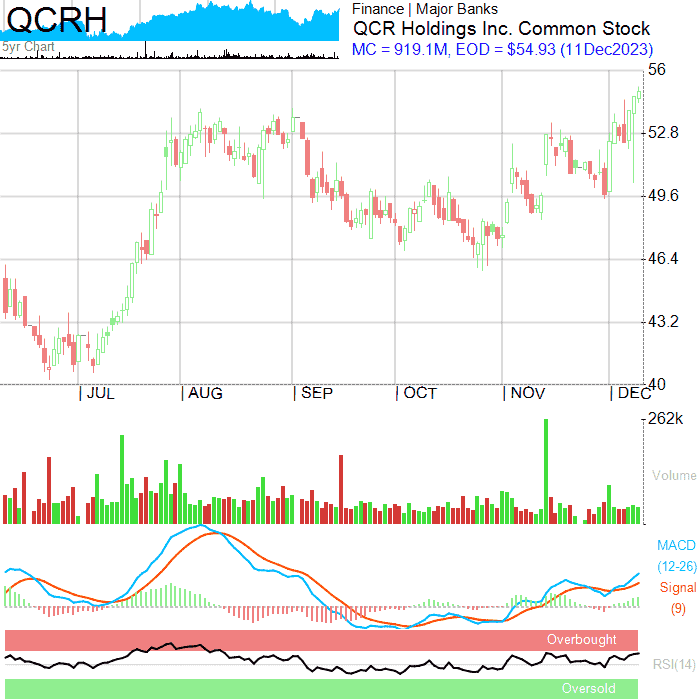 QCRH
5yr Chart
Finance | Major Banks
QCR Holdings Inc. Common Stock
MC = 919.1M, EOD = $54.93 (11Dec2023)
56
52.8
49.6
46.4
43.2
40
| JUL | AUG | SEP | OCT | NOV | DEC
262k
Volume
MACD
(12-26)
Signal
(9)
Overbought
RSI(14)
Oversold